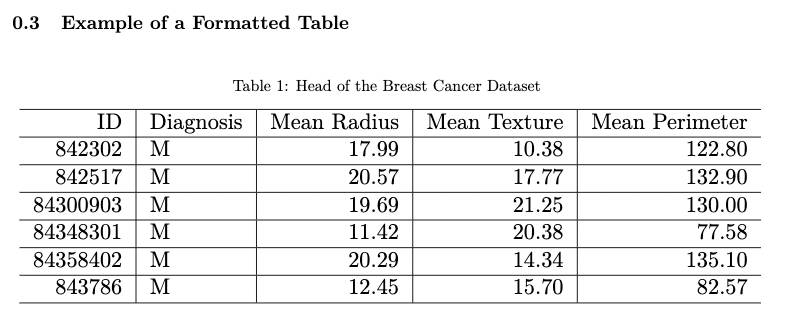 0.3 Example of a Formatted Table
Table 1: Head of the Breast Cancer Dataset
ID Diagnosis Mean Radius Mean Texture Mean Perimeter
842302 M 17.99 10.38 122.80
842517 M 20.57 17.77 132.90
84300903 M 19.69 21.25 130.00
84348301 M 11.42 20.38 77.58
84358402 M 20.29 14.34 135.10
843786 M 12.45 15.70 82.57